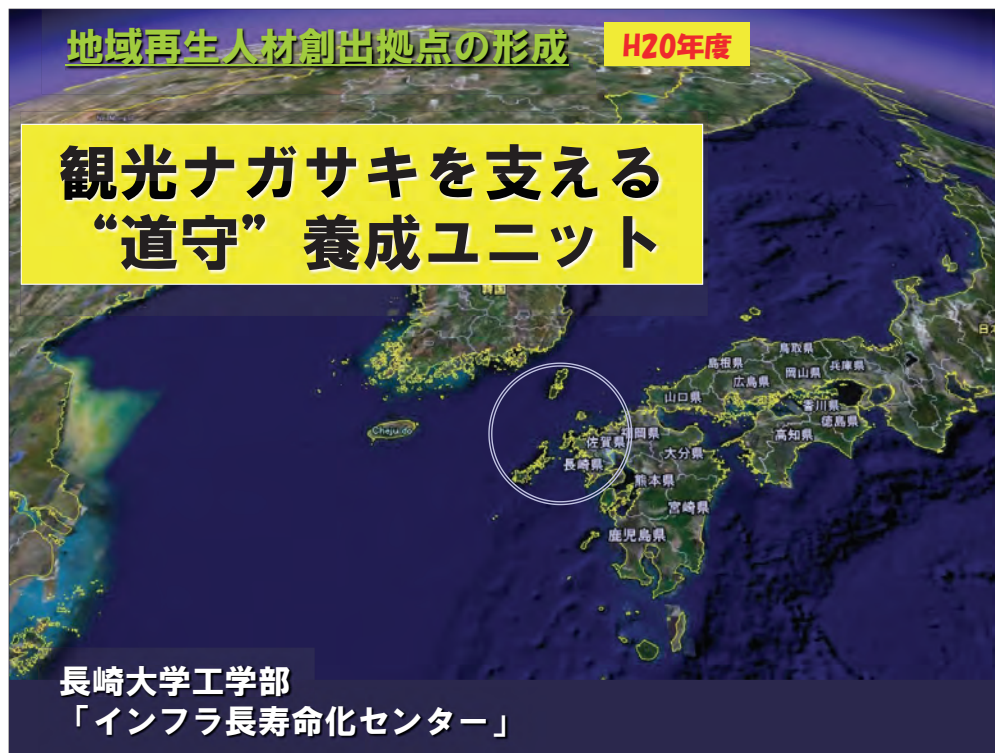 地域再生人材創出拠点の形成
H20年度
観光ナガサキを支える
“道守”養成ユニット
韓国
日本
鳥取県
島根県
兵庫県
岡山県
広島県
山口県
香川県
徳島県
高知県
Cheju do
福岡県
佐賀県
大分県
長崎県
熊本県
宮崎県
鹿児島県
長崎大学工学部
「インフラ長寿命化センター」